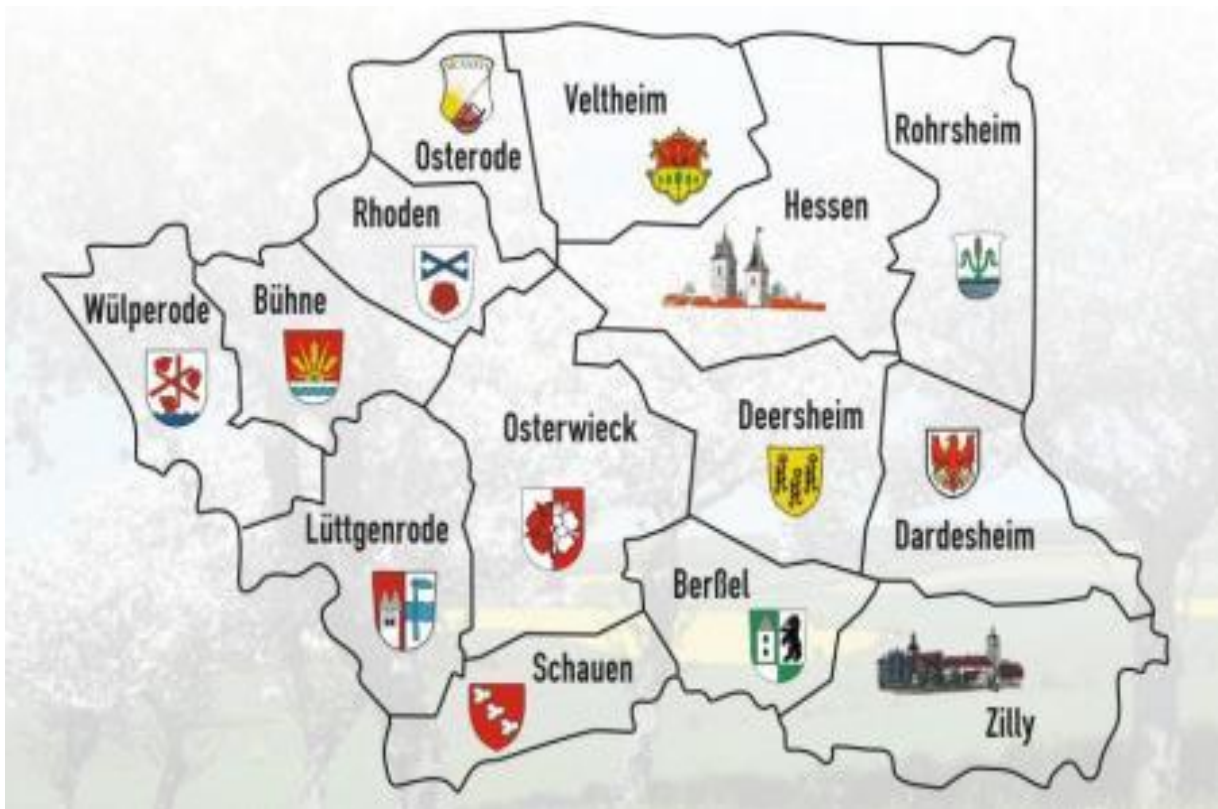 Veltheim
Osterode
Rohrsheim
Rhoden
Hessen
Wülperode
Bühne
Osterwieck
Deersheim
Lüttgenrode
Dardesheim
Berßel
Schauen
Zilly